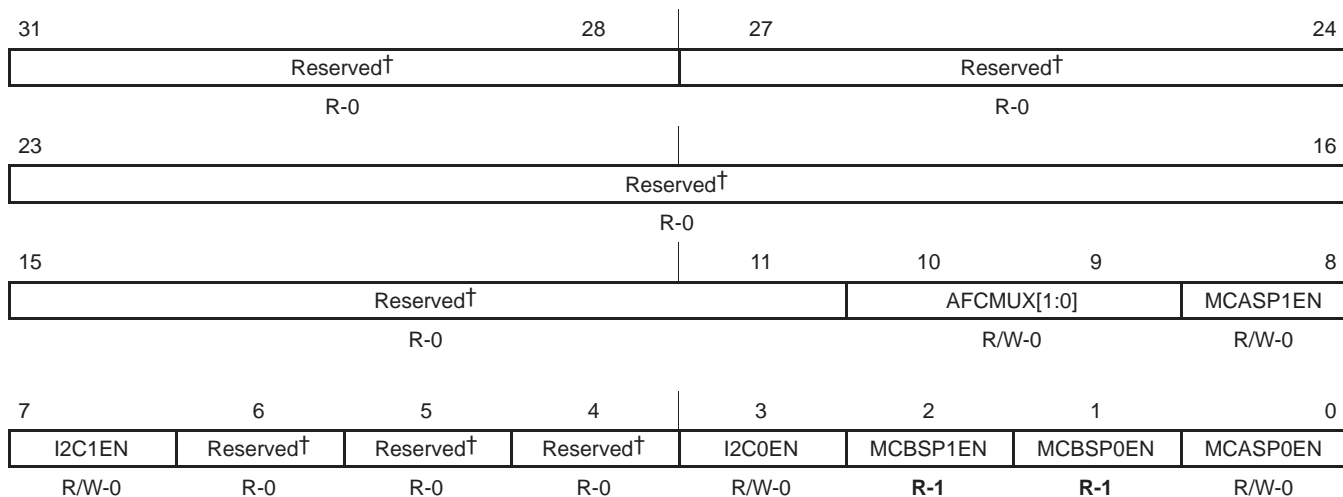 31 28 27 24
Reserved† Reserved†
R-0 R-0
23 16
Reserved†
R-0
15 11 10 9 8
Reserved† AFCMUX[1:0] MCASP1EN
R-0 R/W-0 R/W-0
7 6 5 4 3 2 1 0
I2C1EN Reserved† Reserved† Reserved† I2C0EN MCBSP1EN MCBSP0EN MCASP0EN
R/W-0 R-0 R-0 R-0 R/W-0 R-1 R-1 R/W-0